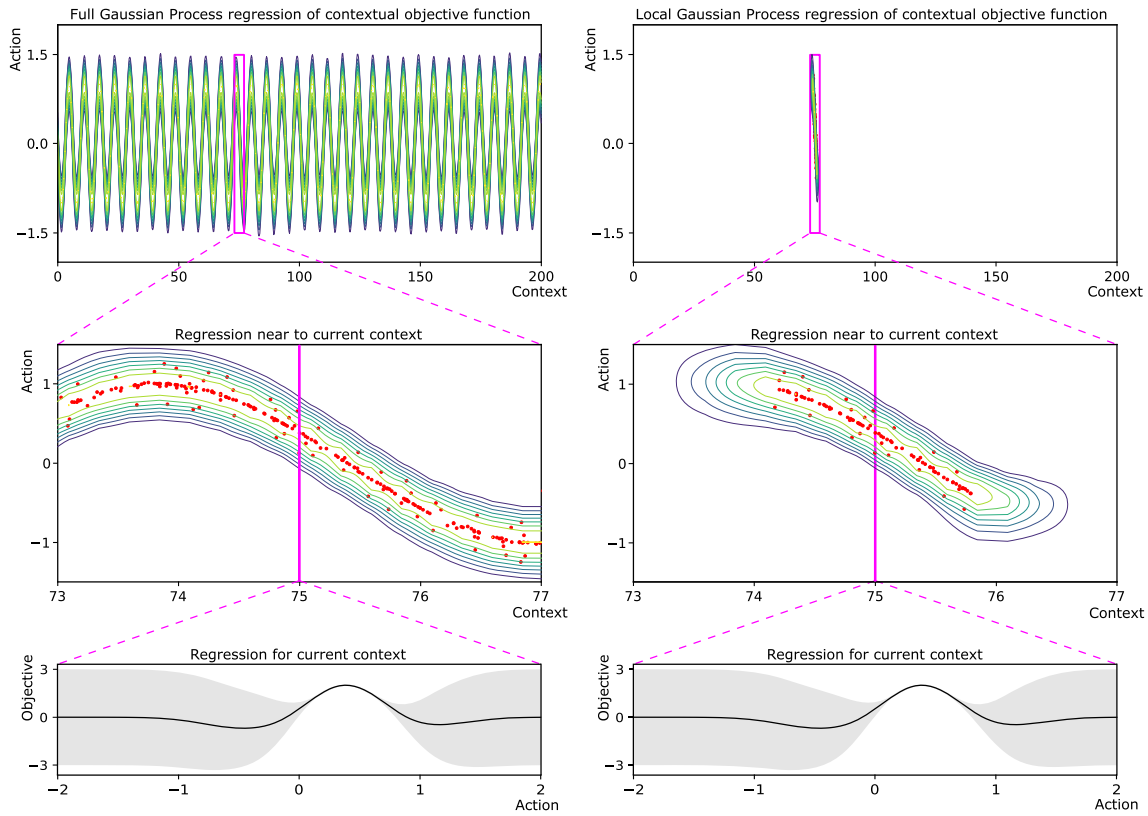 Full Gaussian Process regression of contextual objective function
Action
1.5
0.0
−1.5
0 50 100 150 200
Context
Local Gaussian Process regression of contextual objective function
Action
1.5
0.0
−1.5
0 50 100 150 200
Context
Regression near to current context
Action
1
0
−1
73 74 75 76 77
Context
Regression near to current context
Action
1
0
−1
73 74 75 76 77
Context
Regression for current context
Objective
3
0
−3
−2 −1 0 1 2
Action
Regression for current context
Objective
3
0
−3
−2 −1 0 1 2
Action